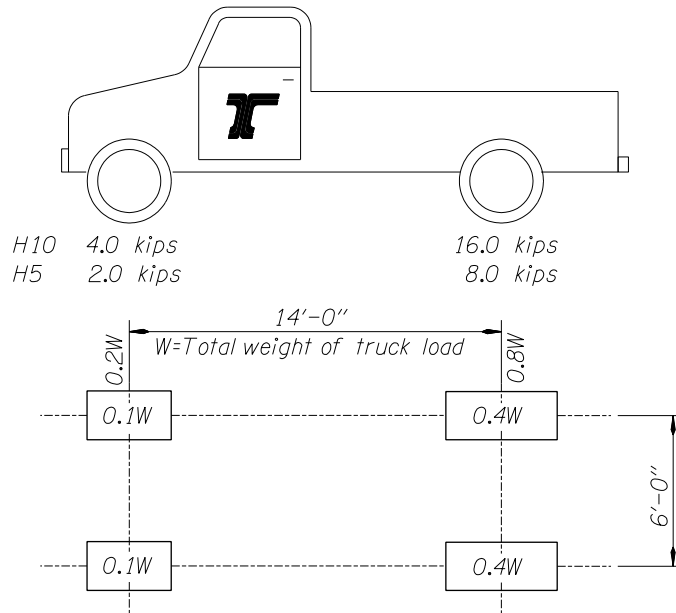 H10 4.0 kips 16.0 kips
H5 2.0 kips 8.0 kips
14'-0"
W=Total weight of truck load
0.2W 0.8W
0.1W 0.4W
6'-0"
0.1W 0.4W